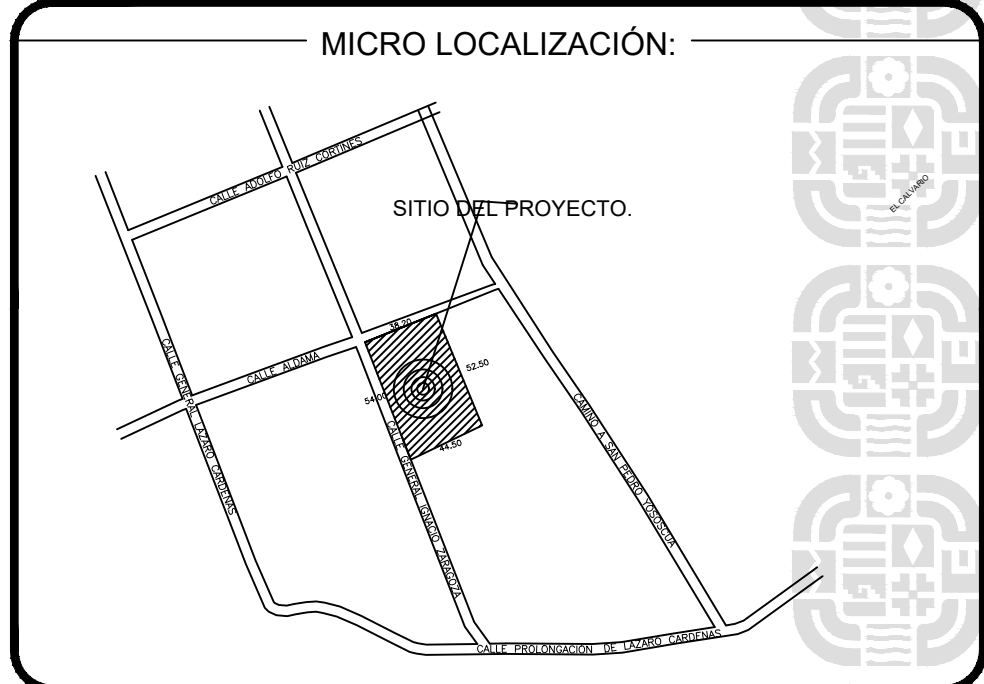 MICRO LOCALIZACIÓN:
CALLE ADOLFO RUIZ CORTINES
EL CALVARIO
SITIO DEL PROYECTO.
38.20
CALLE GENERAL LAZARO CARDENAS
CALLE ALDAMA
52.50
54.00
44.50
CALLE GENERAL IGNACIO ZARAGOZA
CAMINO A SAN PEDRO YOSOSCUA
CALLE PROLONGACION DE LAZARO CARDENAS